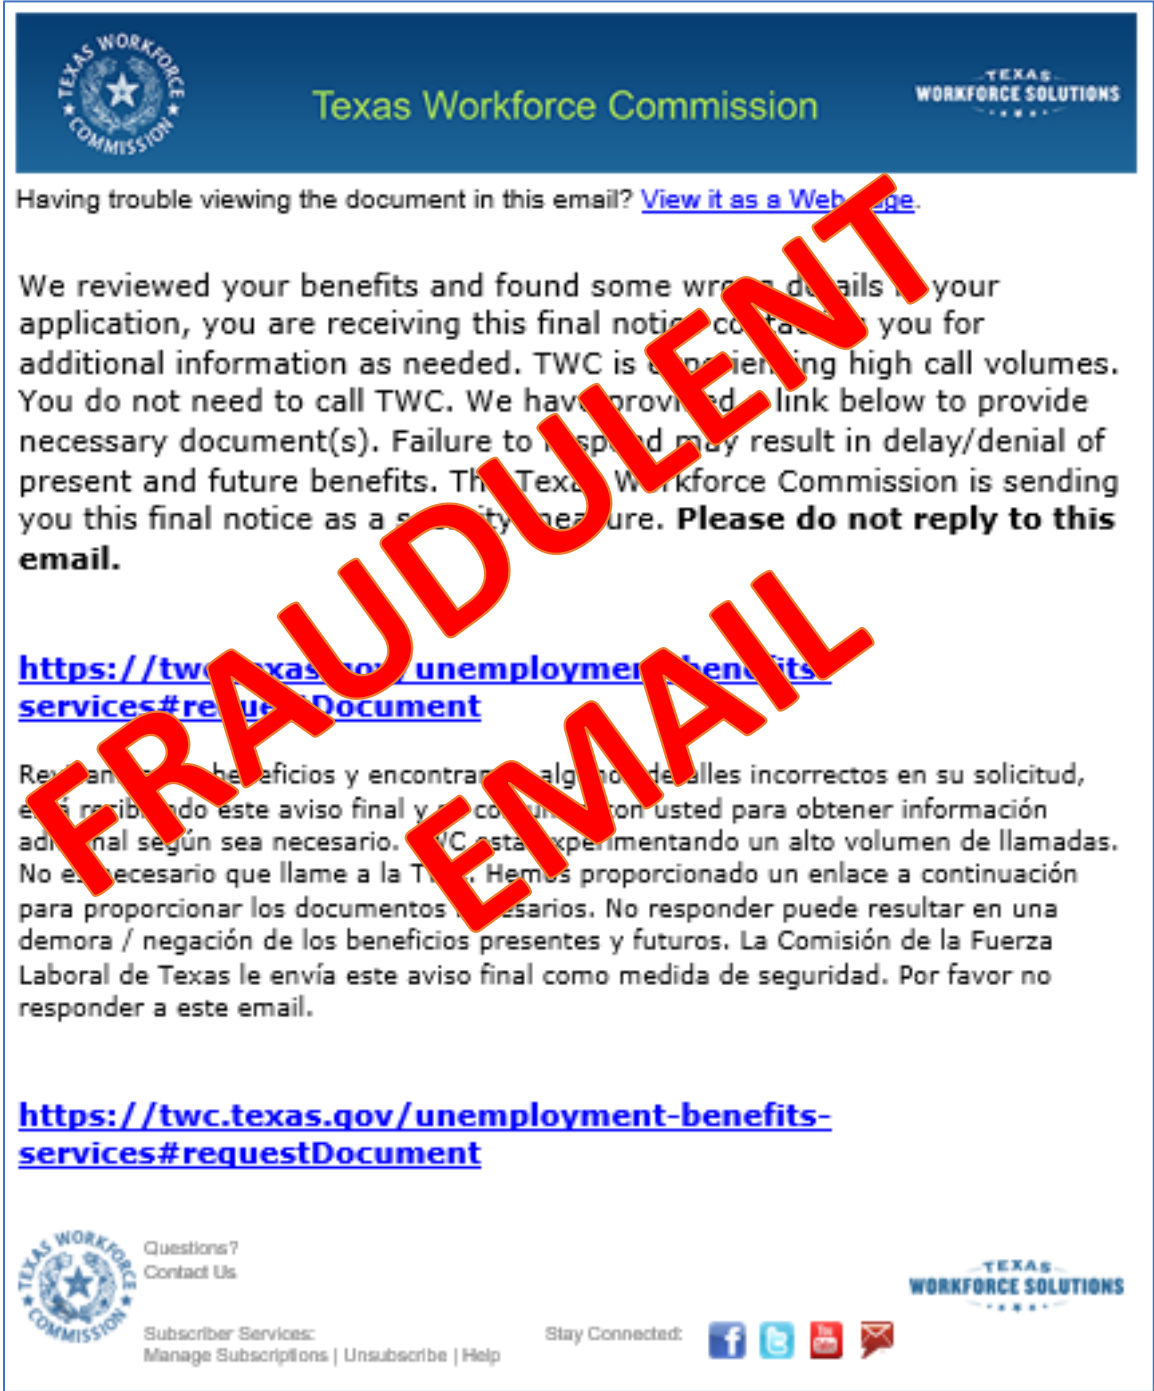 TEXAS WORKFORCE COMMISSION
Texas Workforce Commission
TEXAS
WORKFORCE SOLUTIONS
Having trouble viewing the document in this email? View it as a Web page.
We reviewed your benefits and found some wrong details in your
application, you are receiving this final notice contacting you for
additional information as needed. TWC is experiencing high call volumes.
You do not need to call TWC. We have provided a link below to provide
necessary document(s). Failure to respond may result in delay/denial of
present and future benefits. The Texas Workforce Commission is sending
you this final notice as a security measure. Please do not reply to this
email.
FRAUDULENT
EMAIL
https://twc.texas.gov/unemployment-benefits-
services#requestDocument
beneficios y encontramos algunos detalles incorrectos en su solicitud,
está recibiendo este aviso final y se con usted para obtener información
adicional según sea necesario. TWC está experimentando un alto volumen de llamadas.
No es necesario que llame a la TWC. Hemos proporcionado un enlace a continuación
para proporcionar los documentos necesarios. No responder puede resultar en una
demora / negación de los beneficios presentes y futuros. La Comisión de la Fuerza
Laboral de Texas le envía este aviso final como medida de seguridad. Por favor no
responder a este email.
https://twc.texas.gov/unemployment-benefits-
services#requestDocument
TEXAS WORKFORCE COMMISSION
Questions?
Contact Us
TEXAS
WORKFORCE SOLUTIONS
Subscriber Services:
Manage Subscriptions | Unsubscribe | Help
Stay Connected: